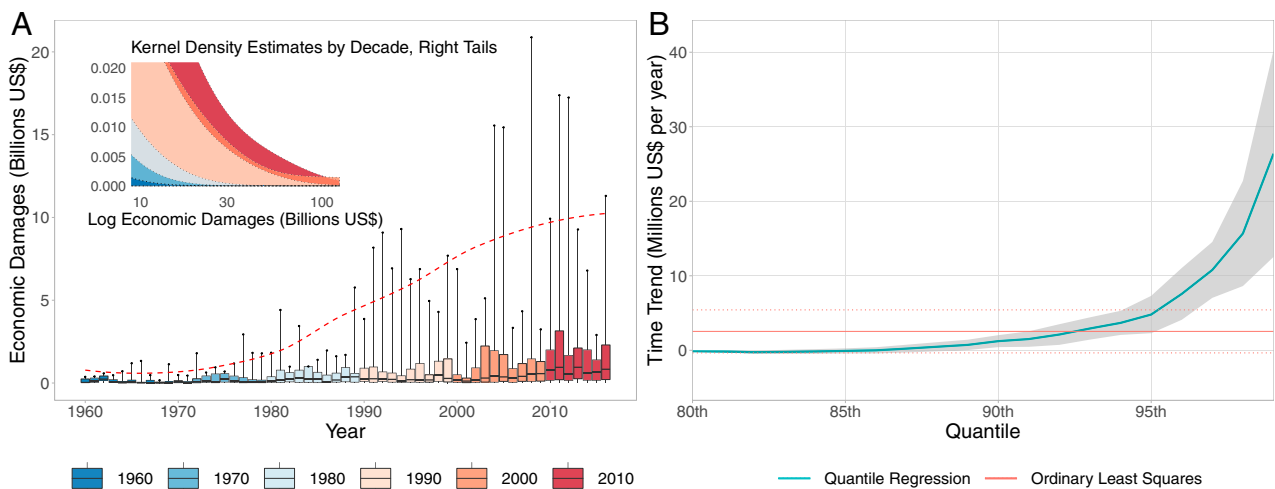 A
Economic Damages (Billions US$)
20
15
10
5
0
Kernel Density Estimates by Decade, Right Tails
0.020
0.015
0.010
0.005
0.000
10 30 100
Log Economic Damages (Billions US$)
1960 1970 1980 1990 2000 2010
Year
1960 1970 1980 1990 2000 2010
B
Time Trend (Millions US$ per year)
40
30
20
10
0
80th 85th 90th 95th
Quantile
Quantile Regression Ordinary Least Squares